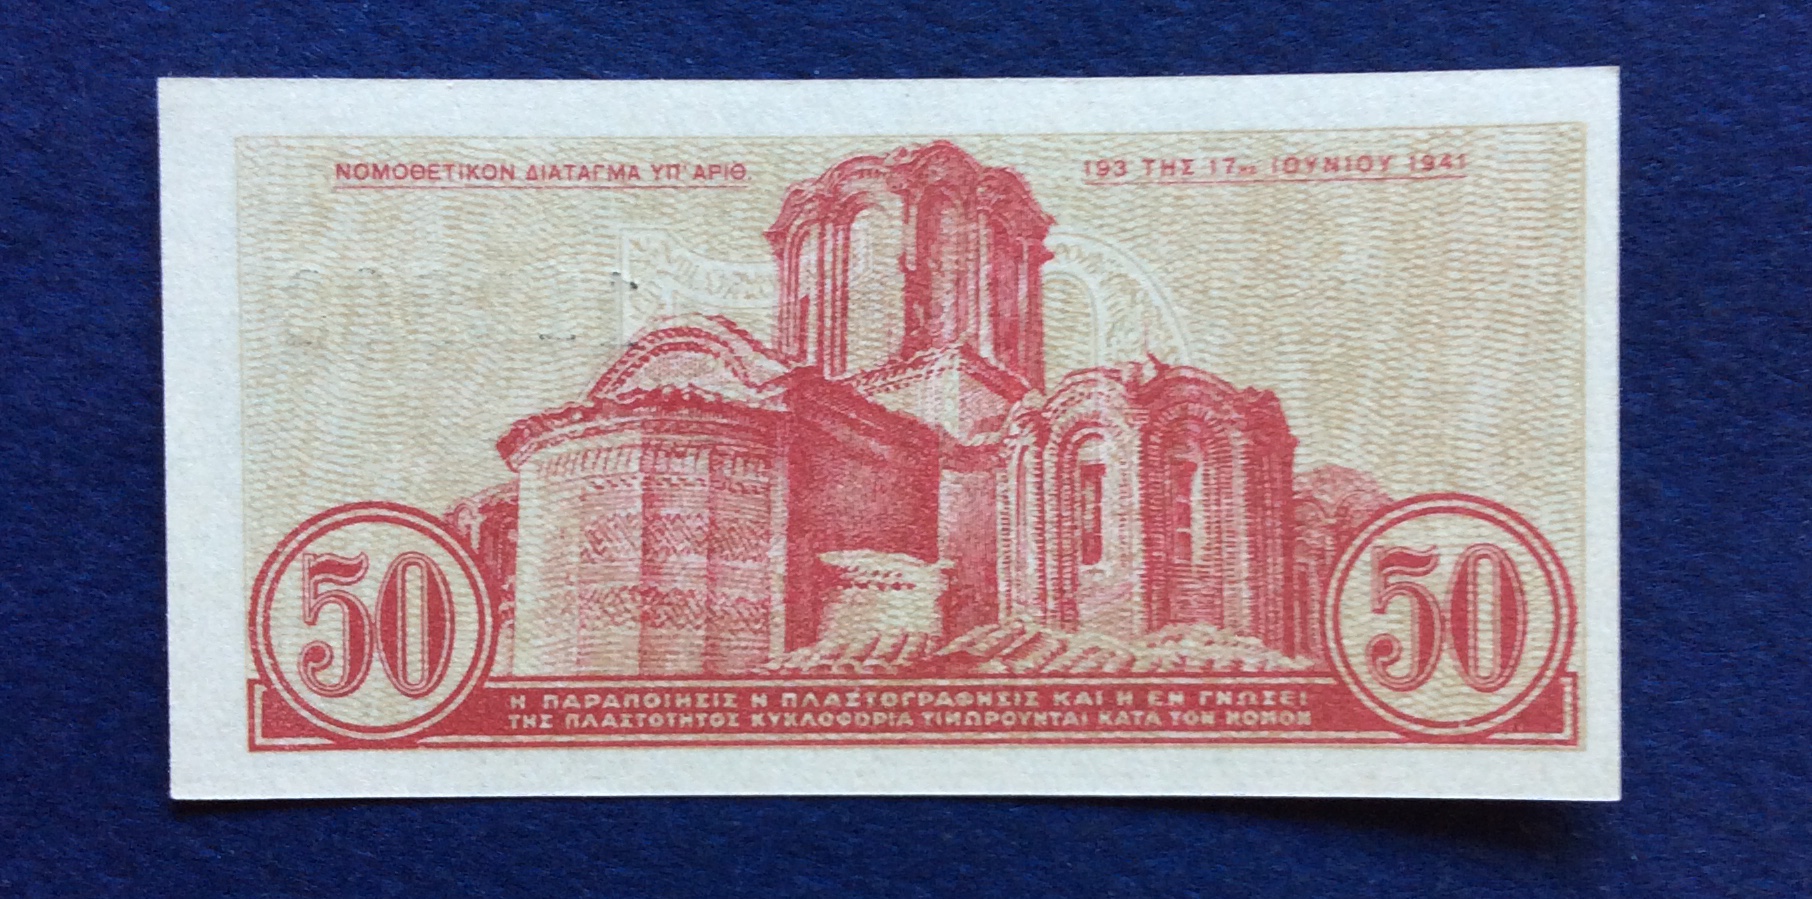 ΝΟΜΟΘΕΤΙΚΟΝ ΔΙΑΤΑΓΜΑ ΥΠ' ΑΡΙΘ. 193 ΤΗΣ 17ης ΙΟΥΝΙΟΥ 1941
50 50
Η ΠΑΡΑΠΟΙΗΣΙΣ Η ΠΛΑΣΤΟΓΡΑΦΗΣΙΣ ΚΑΙ Η ΕΝ ΓΝΩΣΕΙ
ΤΗΣ ΠΛΑΣΤΟΤΗΤΟΣ ΚΥΚΛΟΦΟΡΙΑ ΤΙΜΩΡΟΥΝΤΑΙ ΚΑΤΑ ΤΟΝ ΝΟΜΟΝ